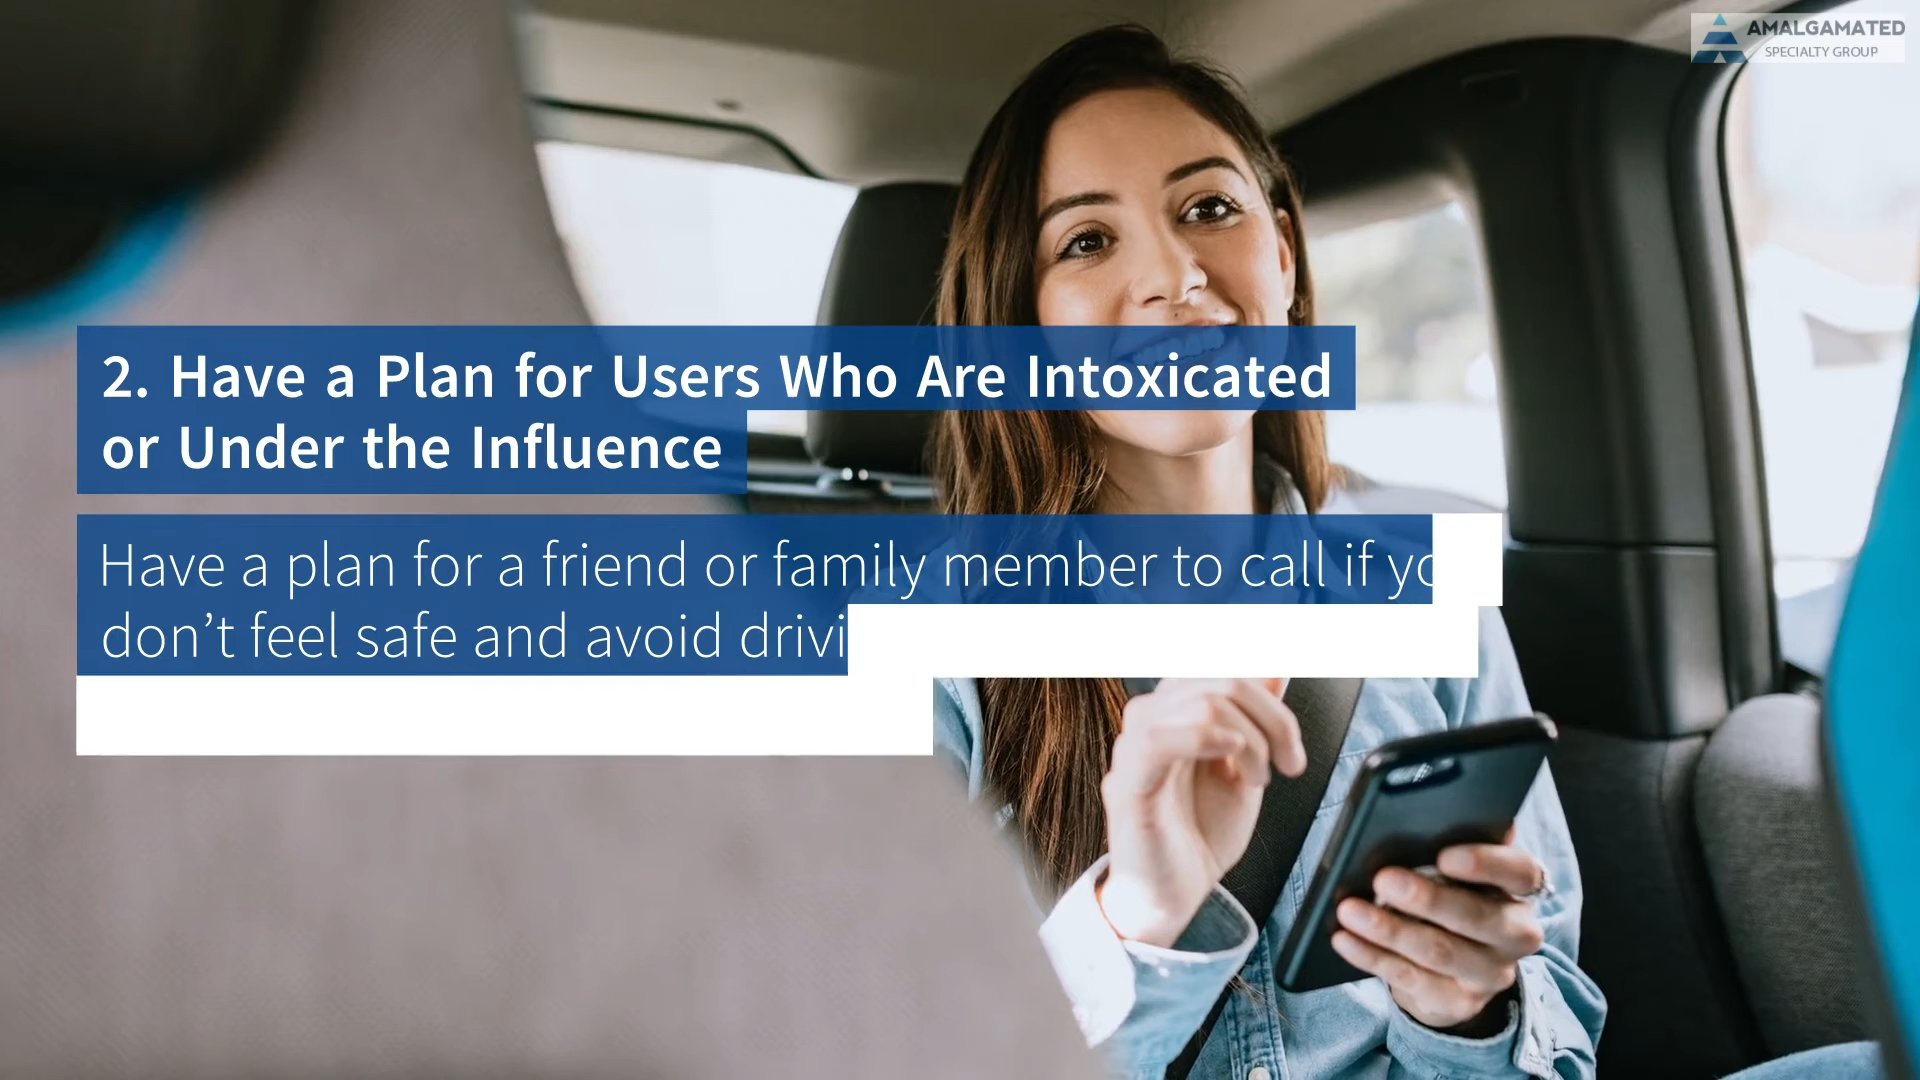 AMALGAMATED
SPECIALTY GROUP
2. Have a Plan for Users Who Are Intoxicated
or Under the Influence
Have a plan for a friend or family member to call if
don’t feel safe and avoid